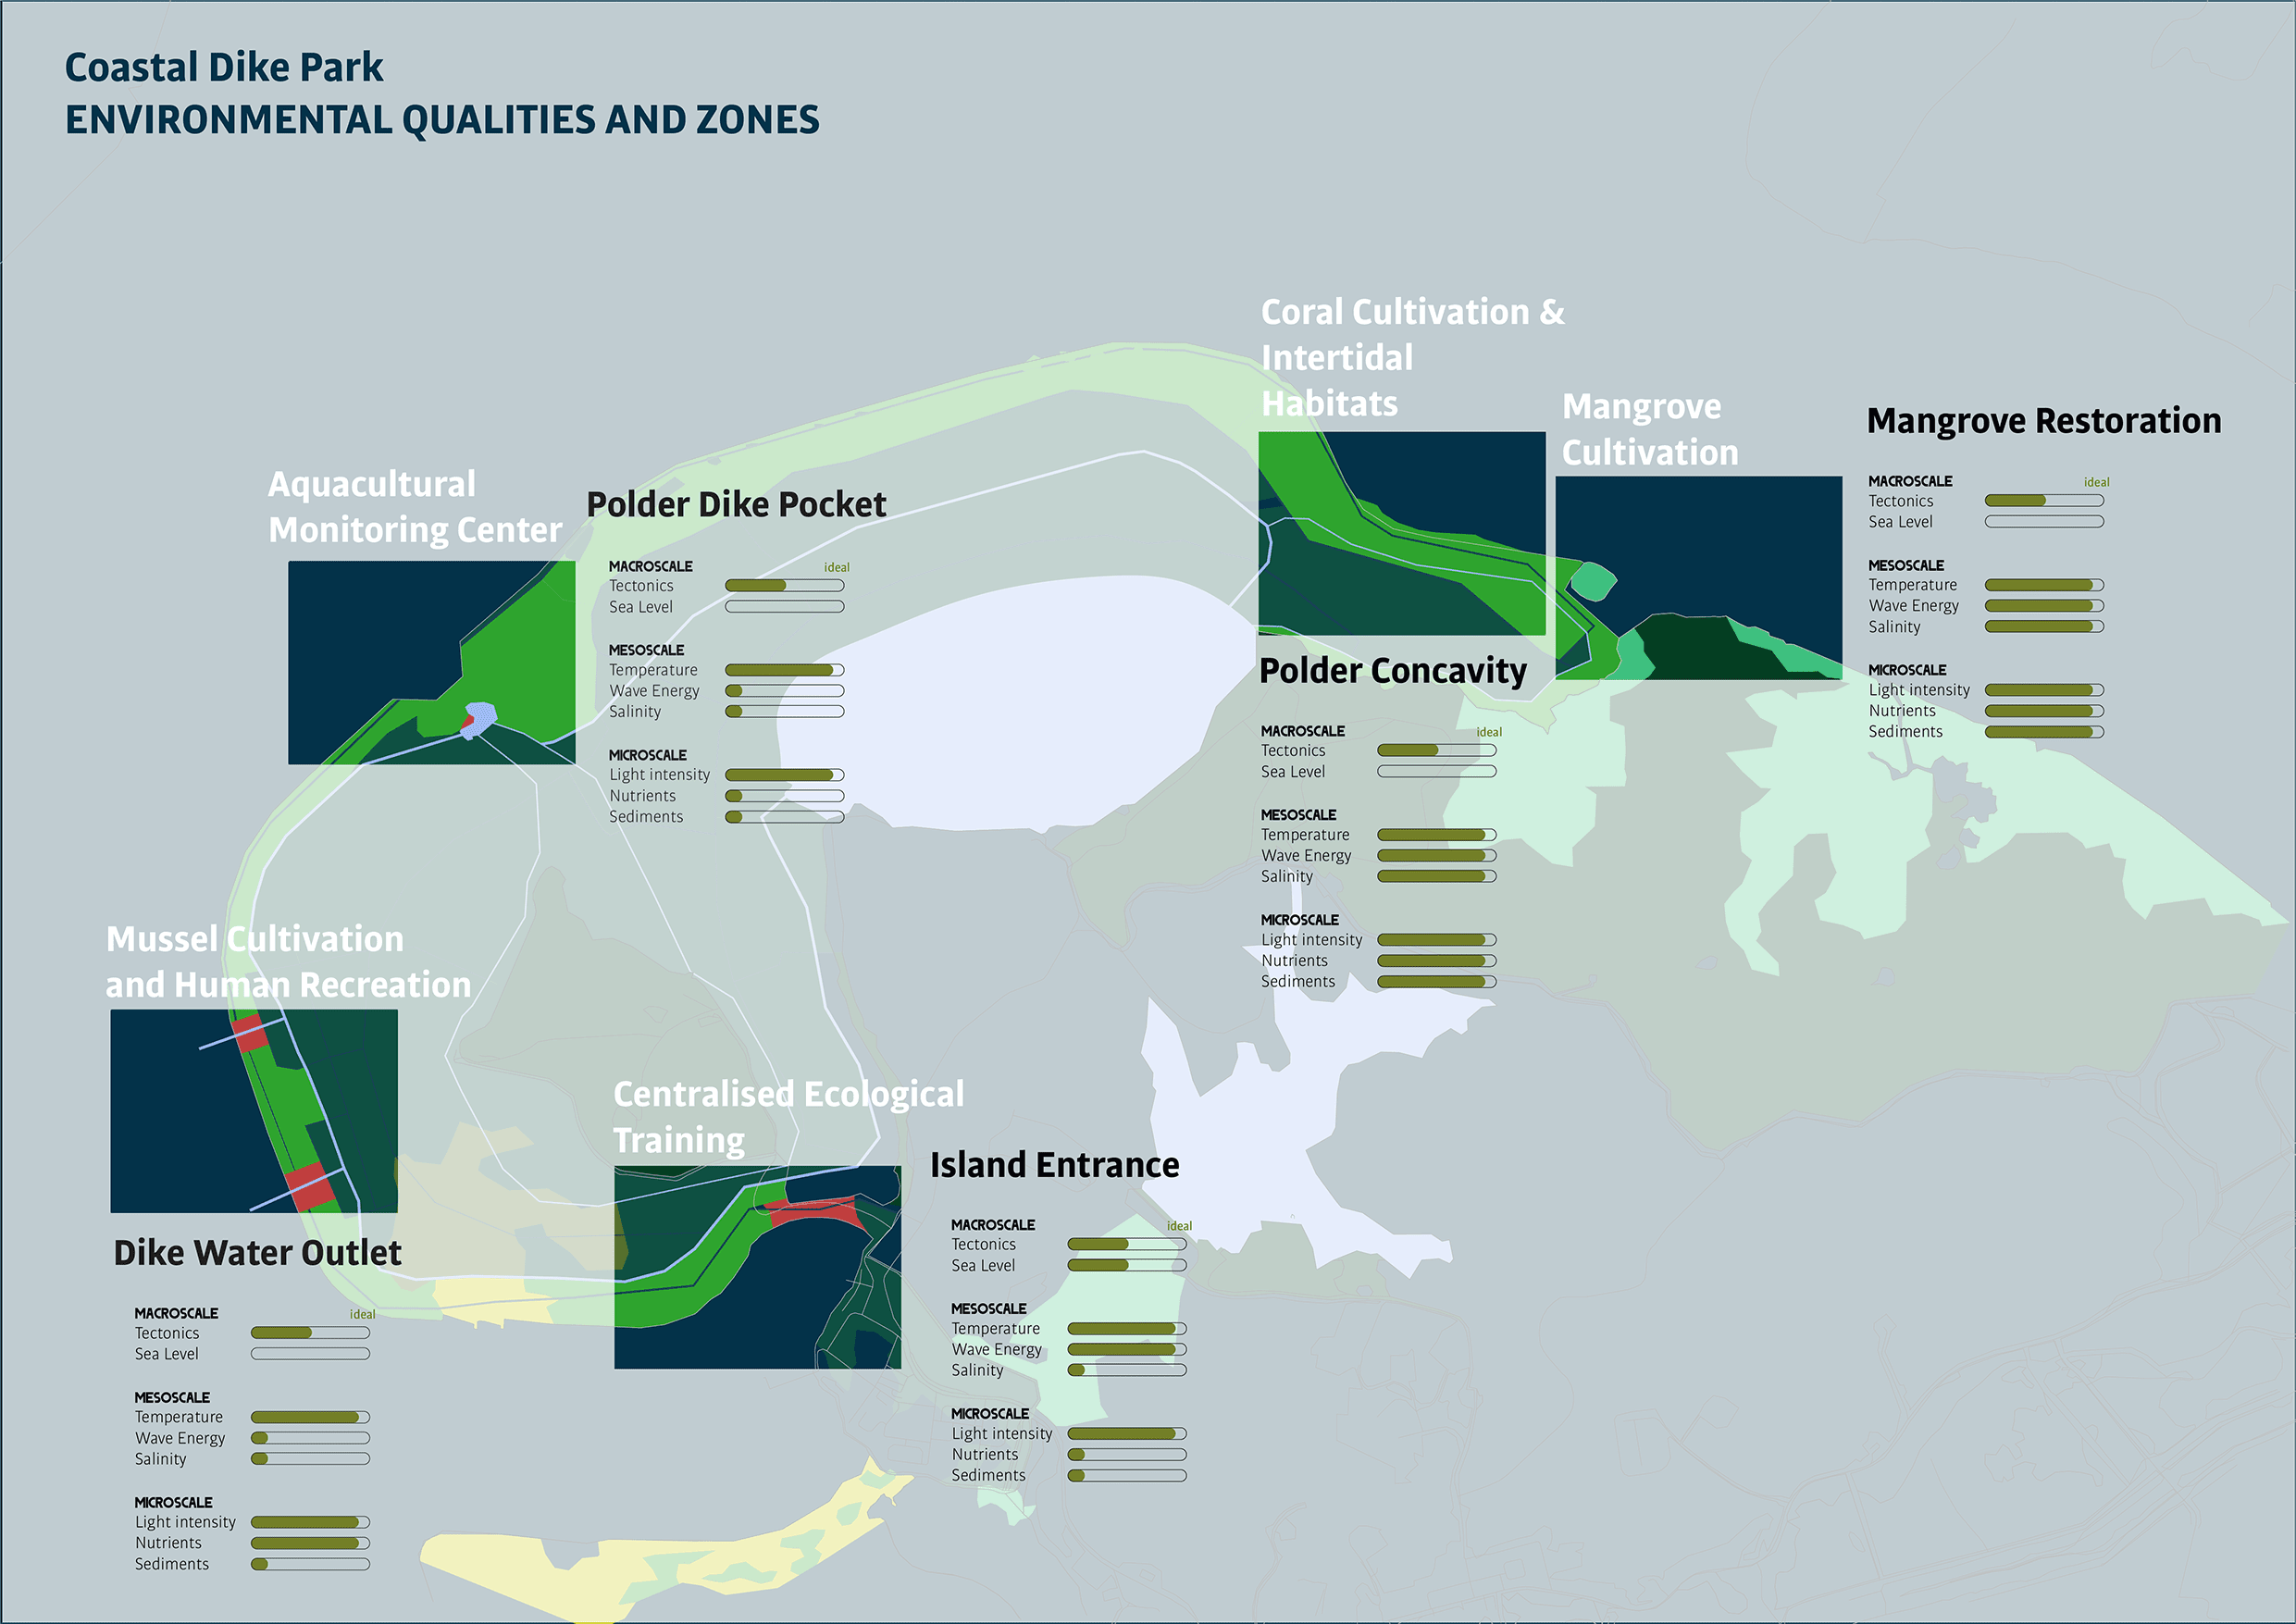 Coastal Dike Park
ENVIRONMENTAL QUALITIES AND ZONES
Coral Cultivation &
Intertidal
Habitats
Mangrove
Cultivation
Mangrove Restoration
MACROSCALE
ideal
Tectonics
Sea Level
MESOSCALE
Temperature
Wave Energy
Salinity
MICROSCALE
Light intensity
Nutrients
Sediments
Aquacultural
Monitoring Center
Polder Dike Pocket
MACROSCALE
ideal
Tectonics
Sea Level
MESOSCALE
Temperature
Wave Energy
Salinity
MICROSCALE
Light intensity
Nutrients
Sediments
Polder Concavity
MACROSCALE
ideal
Tectonics
Sea Level
MESOSCALE
Temperature
Wave Energy
Salinity
MICROSCALE
Light intensity
Nutrients
Sediments
Mussel Cultivation
and Human Recreation
Dike Water Outlet
MACROSCALE
ideal
Tectonics
Sea Level
MESOSCALE
Temperature
Wave Energy
Salinity
MICROSCALE
Light intensity
Nutrients
Sediments
Centralised Ecological
Training
Island Entrance
MACROSCALE
ideal
Tectonics
Sea Level
MESOSCALE
Temperature
Wave Energy
Salinity
MICROSCALE
Light intensity
Nutrients
Sediments